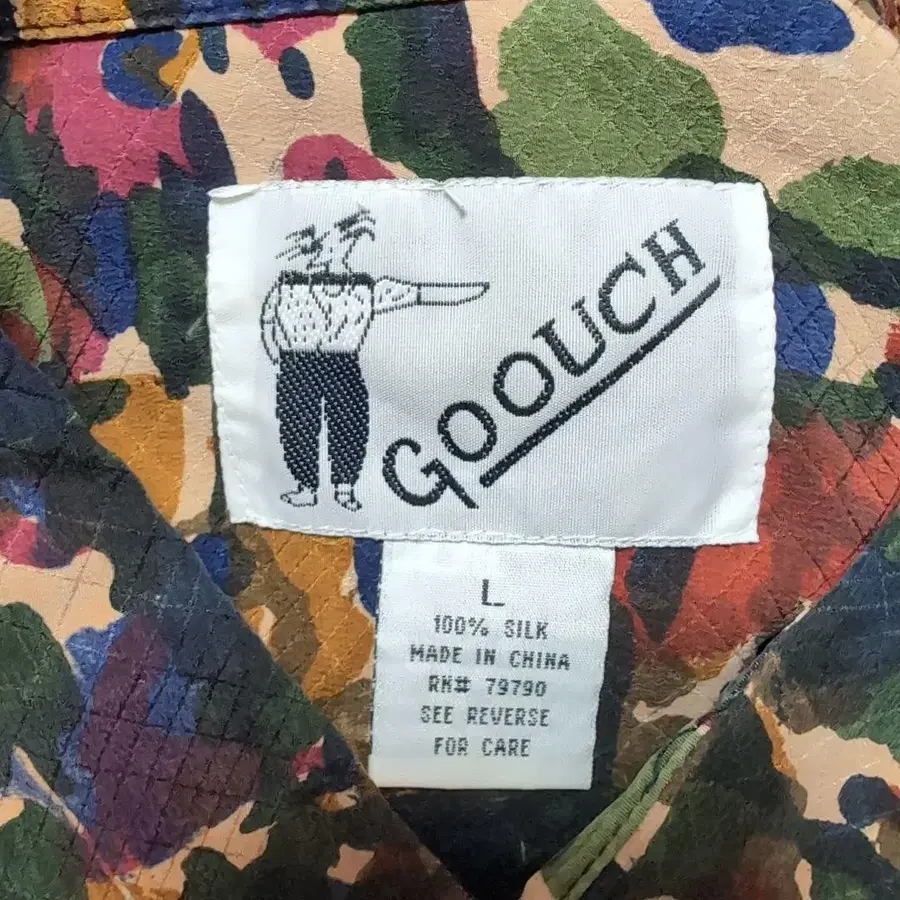 GOOUCH
L
100% SILK
MADE IN CHINA
RN# 79790
SEE REVERSE
FOR CARE